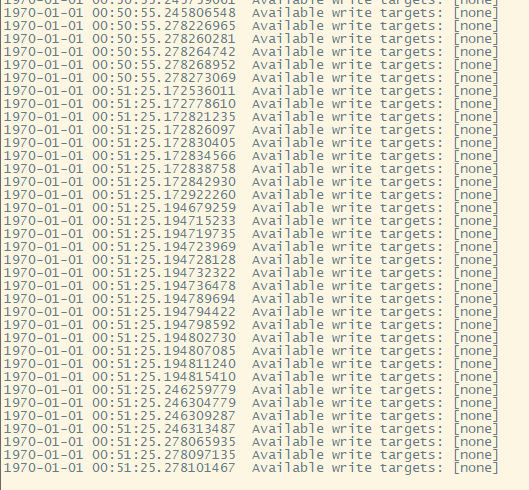 1970-01-01 00:50:55.245806548  Available write targets: [none]
1970-01-01 00:50:55.278226965  Available write targets: [none]
1970-01-01 00:50:55.278260281  Available write targets: [none]
1970-01-01 00:50:55.278264742  Available write targets: [none]
1970-01-01 00:50:55.278268952  Available write targets: [none]
1970-01-01 00:50:55.278273069  Available write targets: [none]
1970-01-01 00:51:25.172536011  Available write targets: [none]
1970-01-01 00:51:25.172778610  Available write targets: [none]
1970-01-01 00:51:25.172821235  Available write targets: [none]
1970-01-01 00:51:25.172826097  Available write targets: [none]
1970-01-01 00:51:25.172830405  Available write targets: [none]
1970-01-01 00:51:25.172834566  Available write targets: [none]
1970-01-01 00:51:25.172838758  Available write targets: [none]
1970-01-01 00:51:25.172842930  Available write targets: [none]
1970-01-01 00:51:25.172922260  Available write targets: [none]
1970-01-01 00:51:25.194679259  Available write targets: [none]
1970-01-01 00:51:25.194715233  Available write targets: [none]
1970-01-01 00:51:25.194719735  Available write targets: [none]
1970-01-01 00:51:25.194723969  Available write targets: [none]
1970-01-01 00:51:25.194728128  Available write targets: [none]
1970-01-01 00:51:25.194732322  Available write targets: [none]
1970-01-01 00:51:25.194736478  Available write targets: [none]
1970-01-01 00:51:25.194789694  Available write targets: [none]
1970-01-01 00:51:25.194794422  Available write targets: [none]
1970-01-01 00:51:25.194798592  Available write targets: [none]
1970-01-01 00:51:25.194802730  Available write targets: [none]
1970-01-01 00:51:25.194807085  Available write targets: [none]
1970-01-01 00:51:25.194811240  Available write targets: [none]
1970-01-01 00:51:25.194815410  Available write targets: [none]
1970-01-01 00:51:25.246259779  Available write targets: [none]
1970-01-01 00:51:25.246304779  Available write targets: [none]
1970-01-01 00:51:25.246309287  Available write targets: [none]
1970-01-01 00:51:25.246313487  Available write targets: [none]
1970-01-01 00:51:25.278065935  Available write targets: [none]
1970-01-01 00:51:25.278097135  Available write targets: [none]
1970-01-01 00:51:25.278101467  Available write targets: [none]